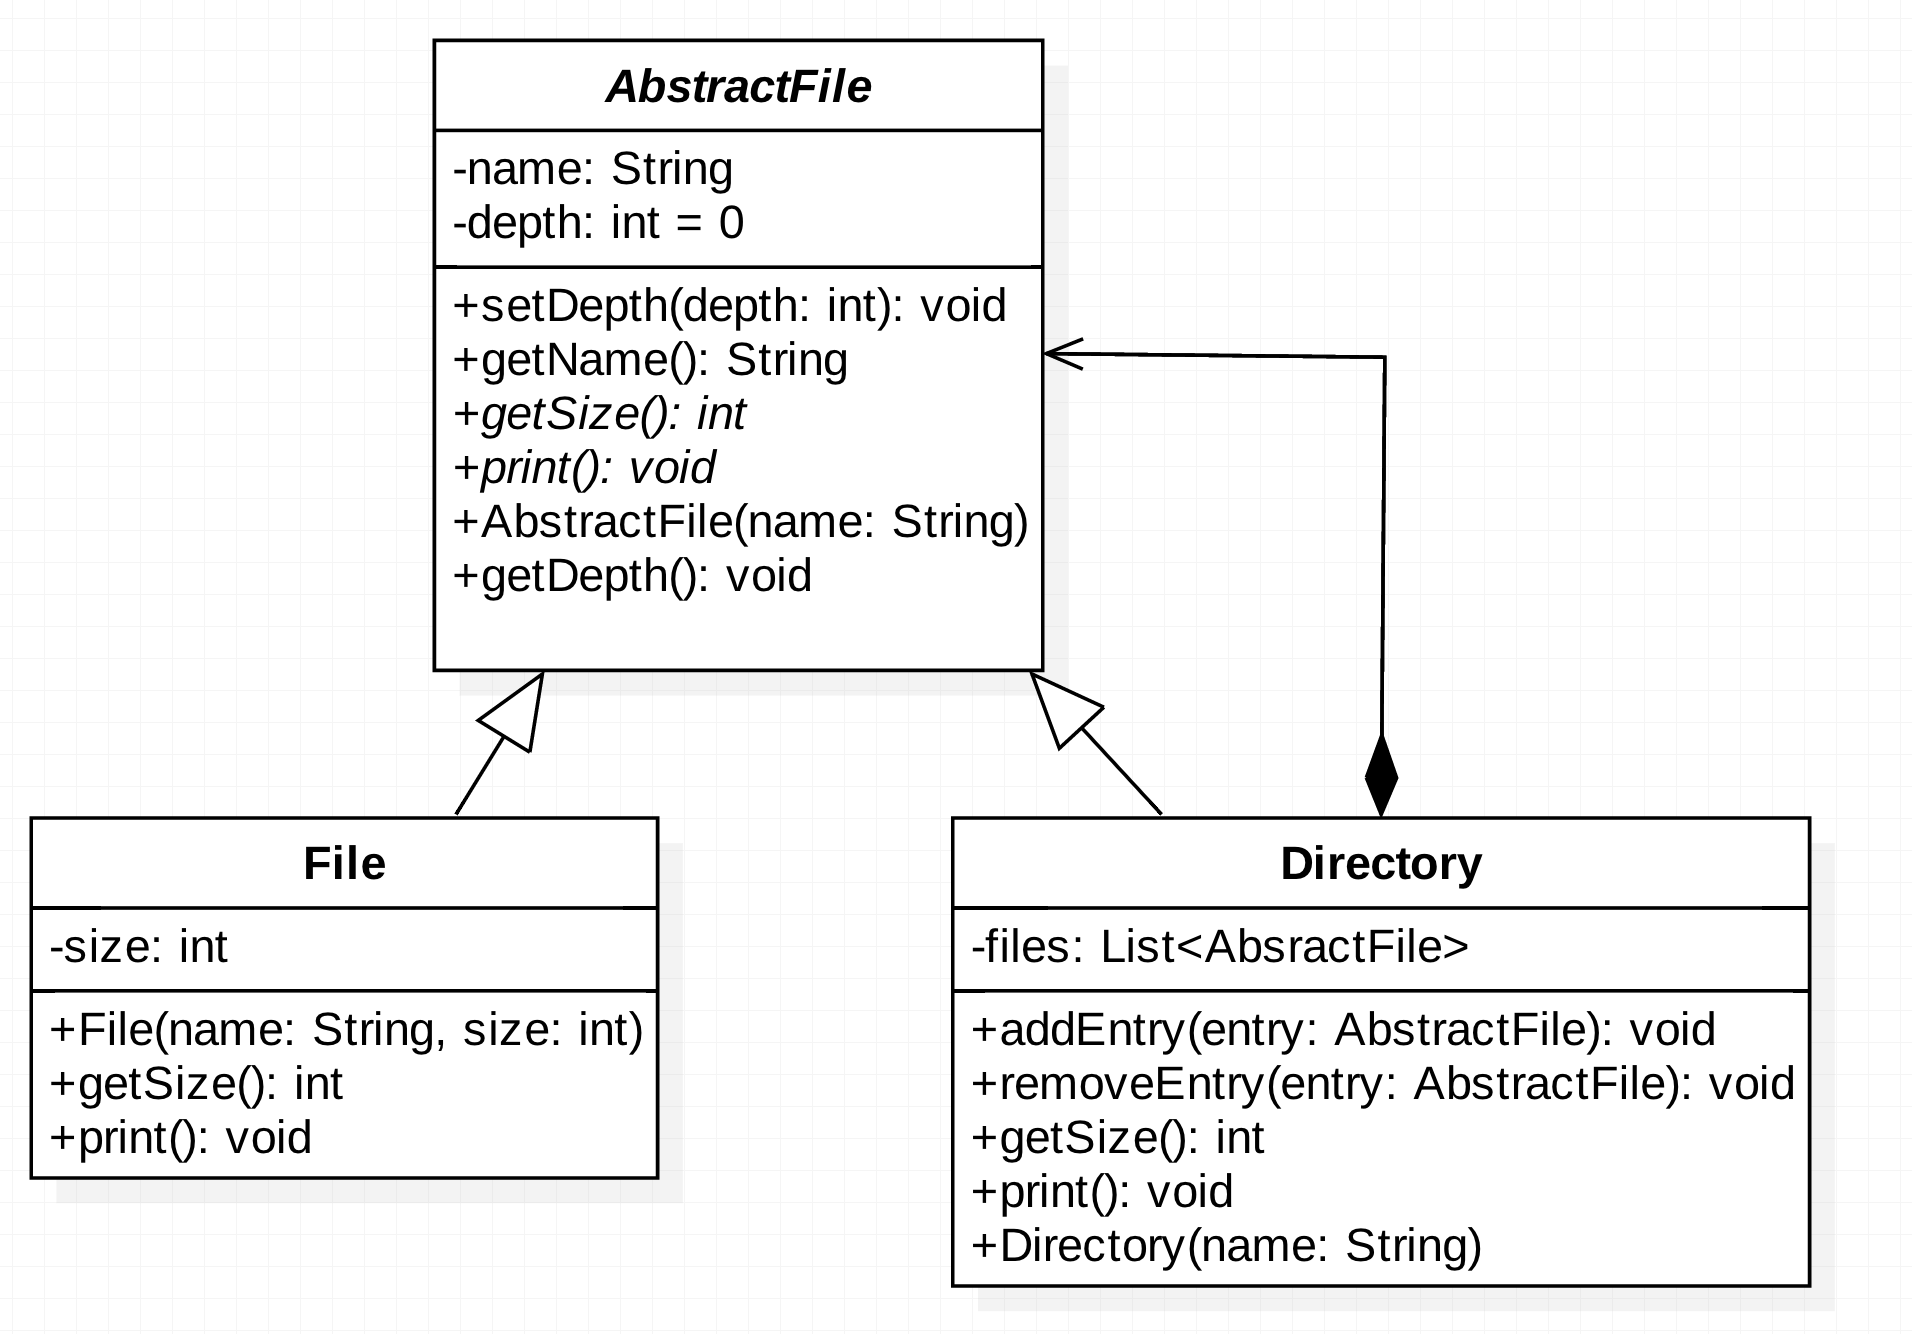 AbstractFile
-name: String
-depth: int = 0
+setDepth(depth: int): void
+getName(): String
+getSize(): int
+print(): void
+AbstractFile(name: String)
+getDepth(): void
File
-size: int
+File(name: String, size: int)
+getSize(): int
+print(): void
Directory
-files: List<AbsractFile>
+addEntry(entry: AbstractFile): void
+removeEntry(entry: AbstractFile): void
+getSize(): int
+print(): void
+Directory(name: String)